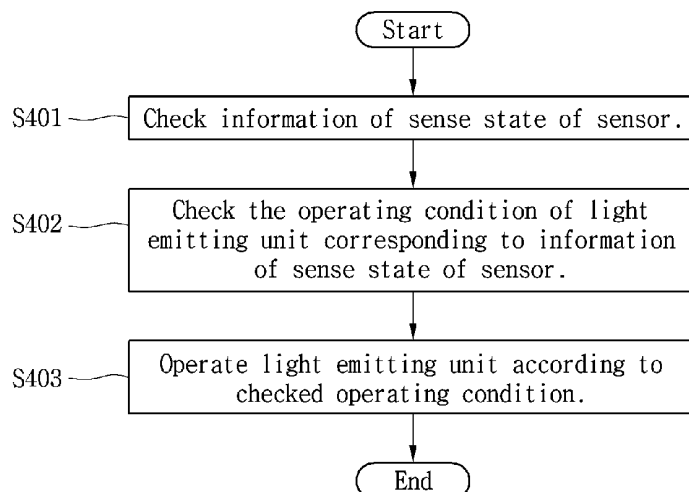 Start
S401
Check information of sense state of sensor.
S402
Check the operating condition of light
emitting unit corresponding to information
of sense state of sensor.
S403
Operate light emitting unit according to
checked operating condition.
End